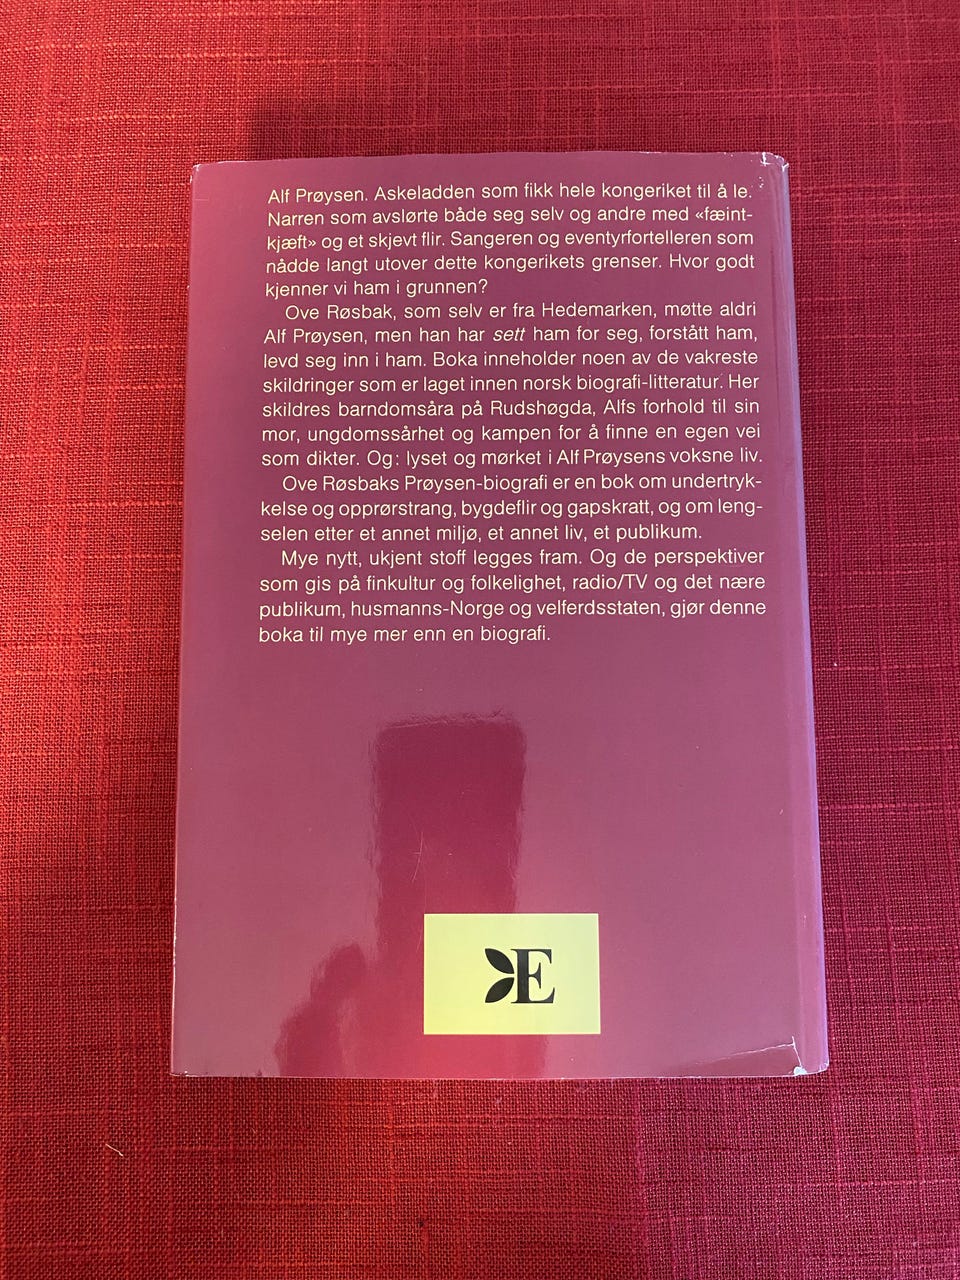 Alf Prøysen. Askeladden som fikk hele kongeriket til å le.
Narren som avslørte både seg selv og andre med «fæint-
kjæft» og et skjevt flir. Sangeren og eventyrfortelleren som
nådde langt utover dette kongerikets grenser. Hvor godt
kjenner vi ham i grunnen?
Ove Røsbak, som selv er fra Hedemarken, møtte aldri
Alf Prøysen, men han har sett ham for seg, forstått ham,
levd seg inn i ham. Boka inneholder noen av de vakreste
skildringer som er laget innen norsk biografi-litteratur. Her
skildres barndomsåra på Rudshøgda, Alfs forhold til sin
mor, ungdomssårhet og kampen for å finne en egen vei
som dikter. Og: lyset og mørket i Alf Prøysens voksne liv.
Ove Røsbaks Prøysen-biografi er en bok om undertryk-
kelse og opprørstrang, bygdeflir og gapskratt, og om leng-
selen etter et annet miljø, et annet liv, et publikum.
Mye nytt, ukjent stoff legges fram. Og de perspektiver
som gis på finkultur og folkelighet, radio/TV og det nære
publikum, husmanns-Norge og velferdsstaten, gjør denne
boka til mye mer enn en biografi.
E